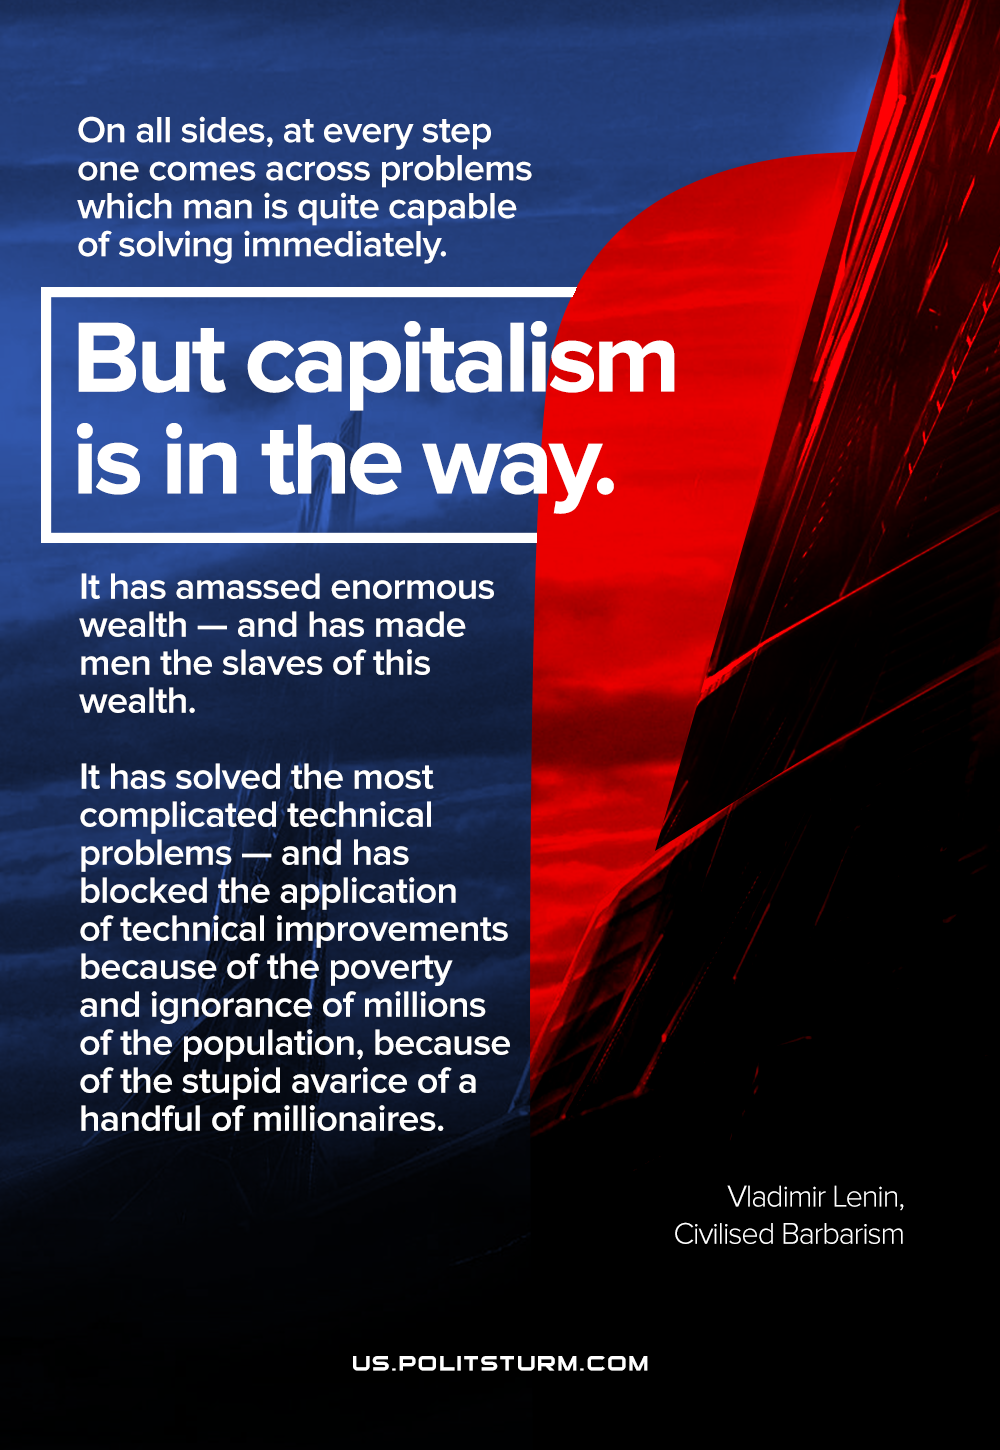 On all sides, at every step
one comes across problems
which man is quite capable
of solving immediately.
But capitalism
is in the way.
It has amassed enormous
wealth — and has made
men the slaves of this
wealth.
It has solved the most
complicated technical
problems — and has
blocked the application
of technical improvements
because of the poverty
and ignorance of millions
of the population, because
of the stupid avarice of a
handful of millionaires.
Vladimir Lenin,
Civilised Barbarism
US.POLITSTURM.COM